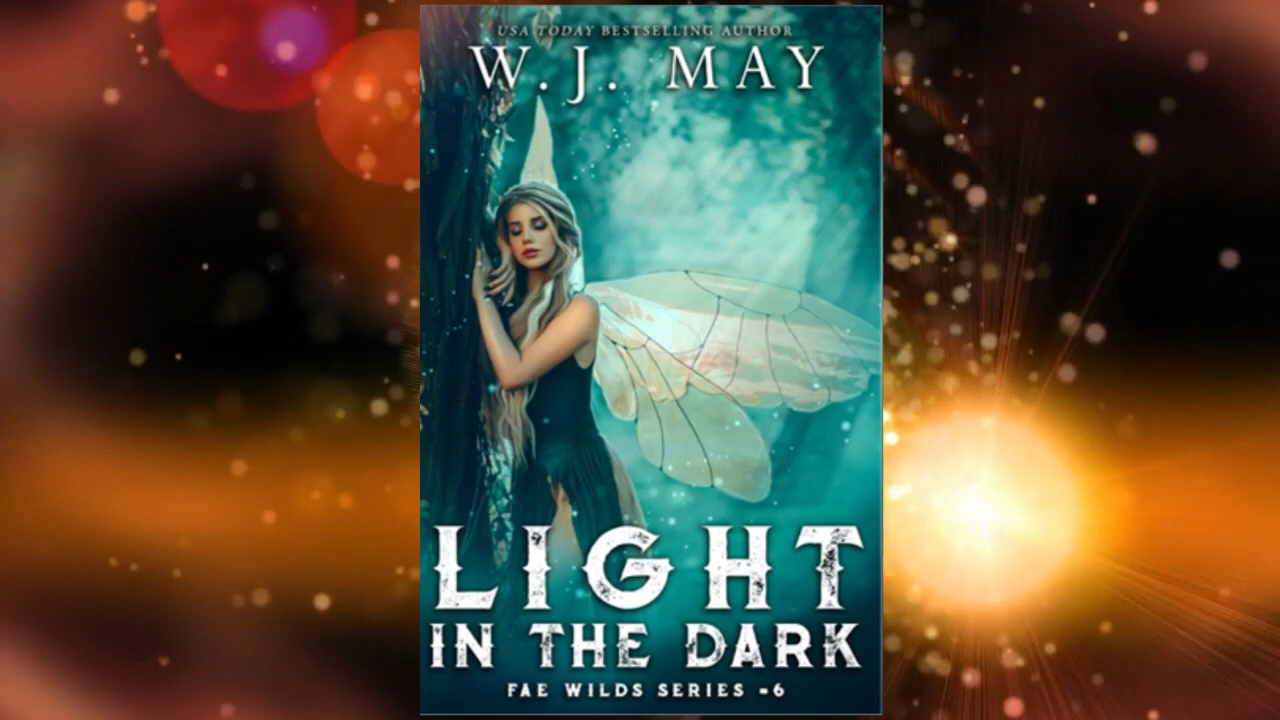 USA TODAY BESTSELLING AUTHOR
W. J. MAY
LIGHT
IN THE DARK
FAE WILDS SERIES -6